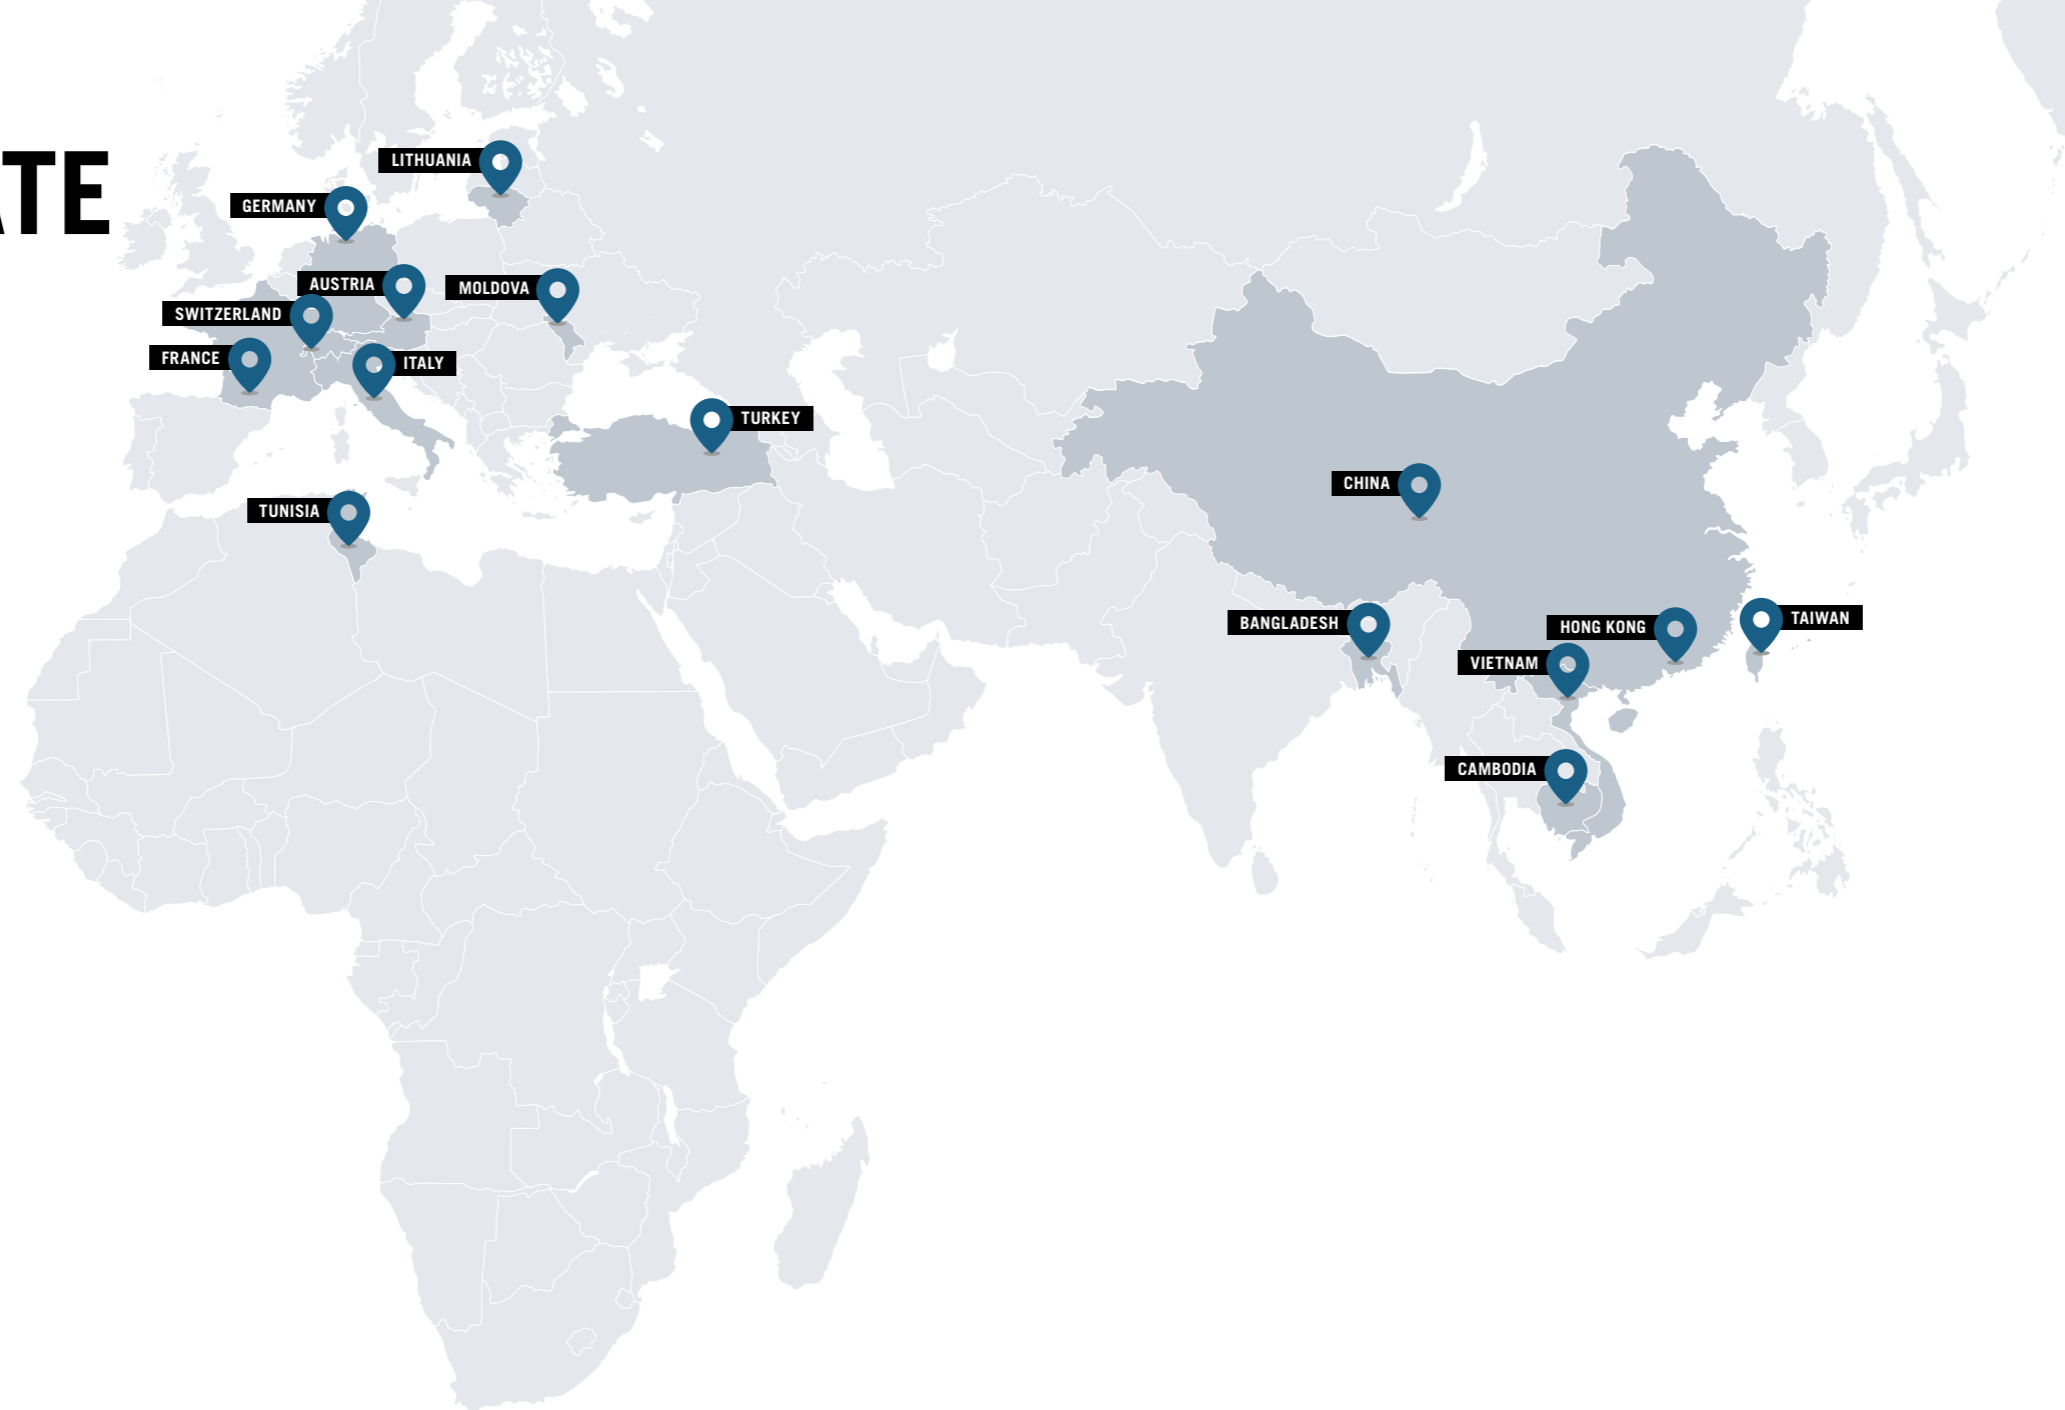 ATE
LITHUANIA
GERMANY
AUSTRIA
MOLDOVA
SWITZERLAND
FRANCE
ITALY
TURKEY
CHINA
TUNISIA
BANGLADESH
HONG KONG
TAIWAN
VIETNAM
CAMBODIA